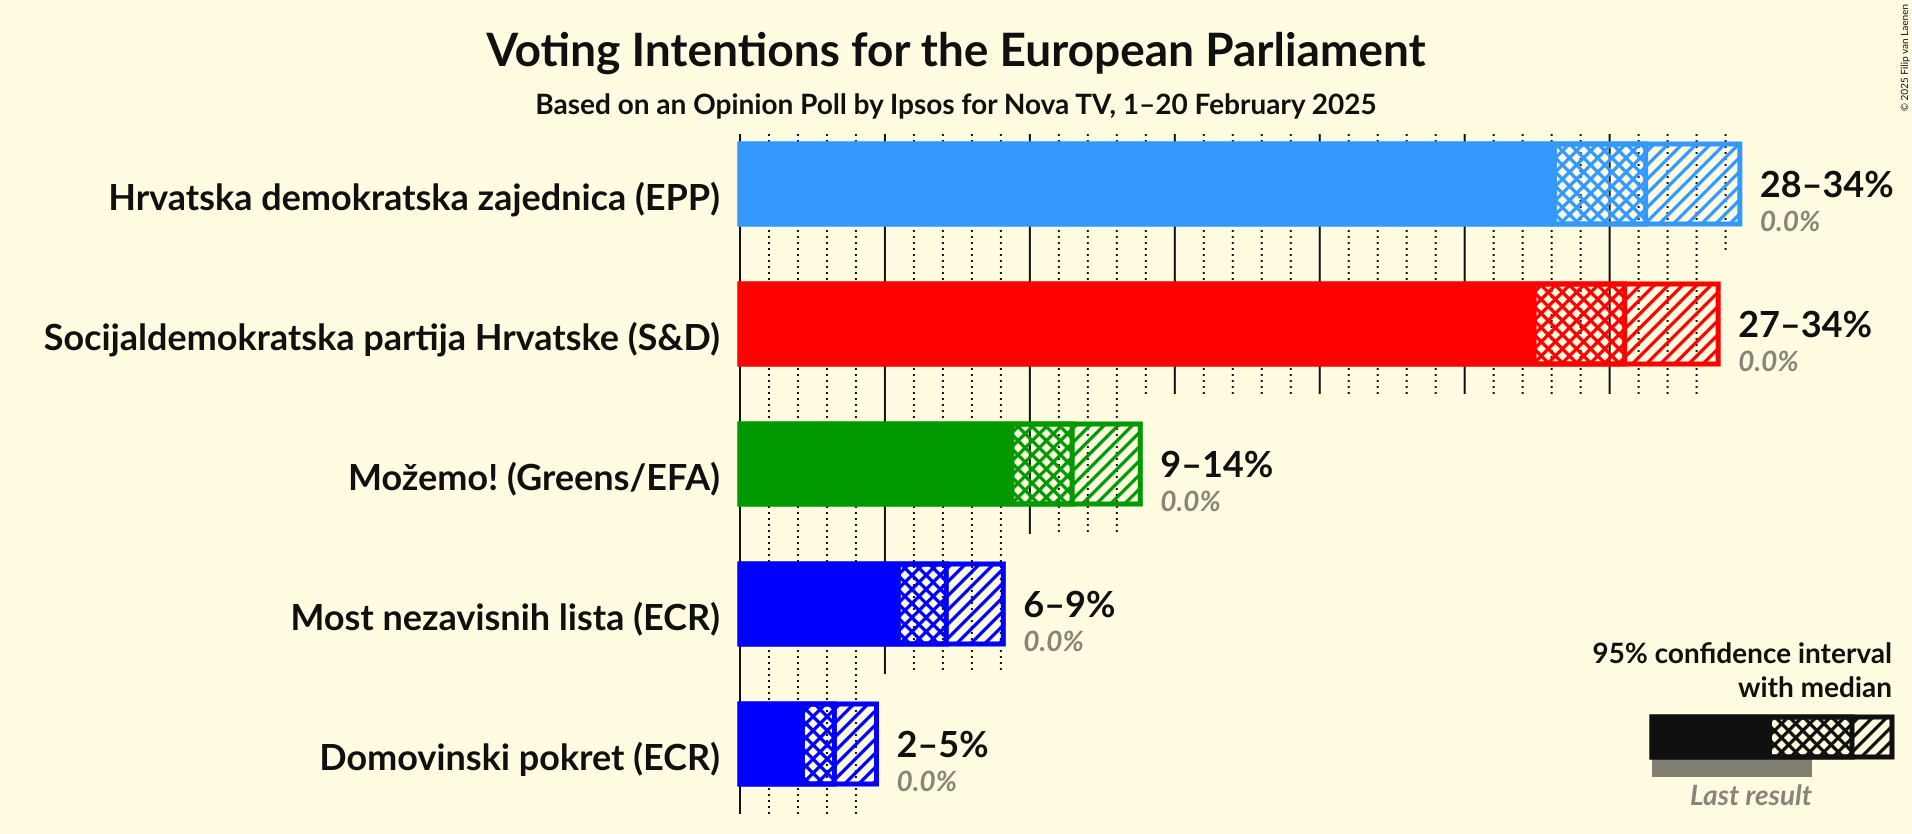 Voting Intentions for the European Parliament
Based on an Opinion Poll by Ipsos for Nova TV, 1–20 February 2025
© 2025 Filip van Laenen
Hrvatska demokratska zajednica (EPP)
28–34%
0.0%
Socijaldemokratska partija Hrvatske (S&D)
27–34%
0.0%
Možemo! (Greens/EFA)
9–14%
0.0%
Most nezavisnih lista (ECR)
6–9%
0.0%
Domovinski pokret (ECR)
2–5%
0.0%
95% confidence interval
with median
Last result